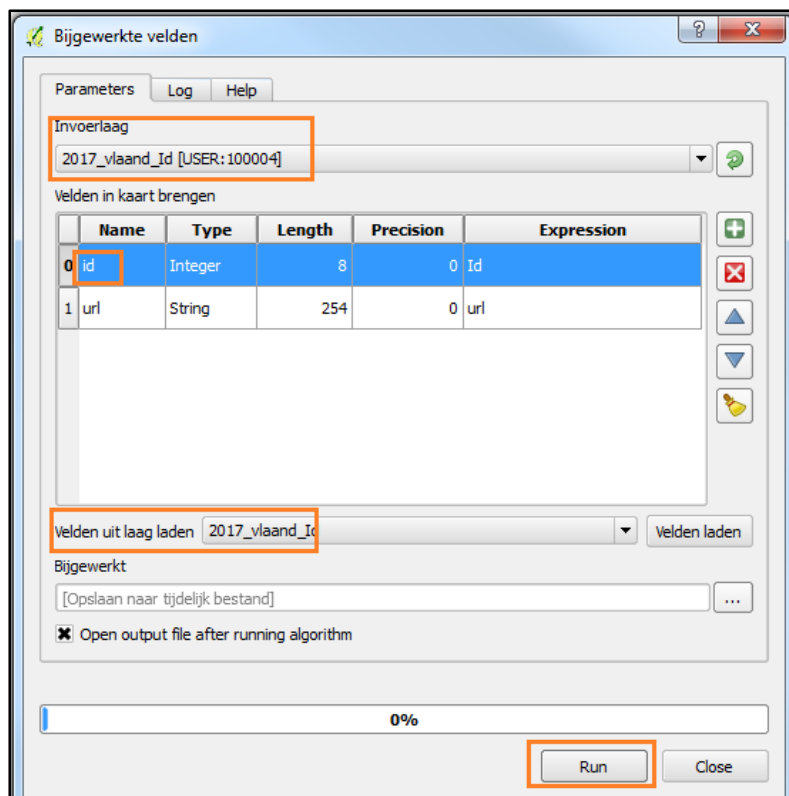 Bijgewerkte velden
Parameters Log Help
Invoerlaag
2017_vlaand_Id [USER:100004]
Velden in kaart brengen
Name Type Length Precision Expression
0 id Integer 8 0 Id
1 url String 254 0 url
Velden uit laag laden 2017_vlaand_Id Velden laden
Bijgewerkt
[Opslaan naar tijdelijk bestand] ...
Open output file after running algorithm
0%
Run Close